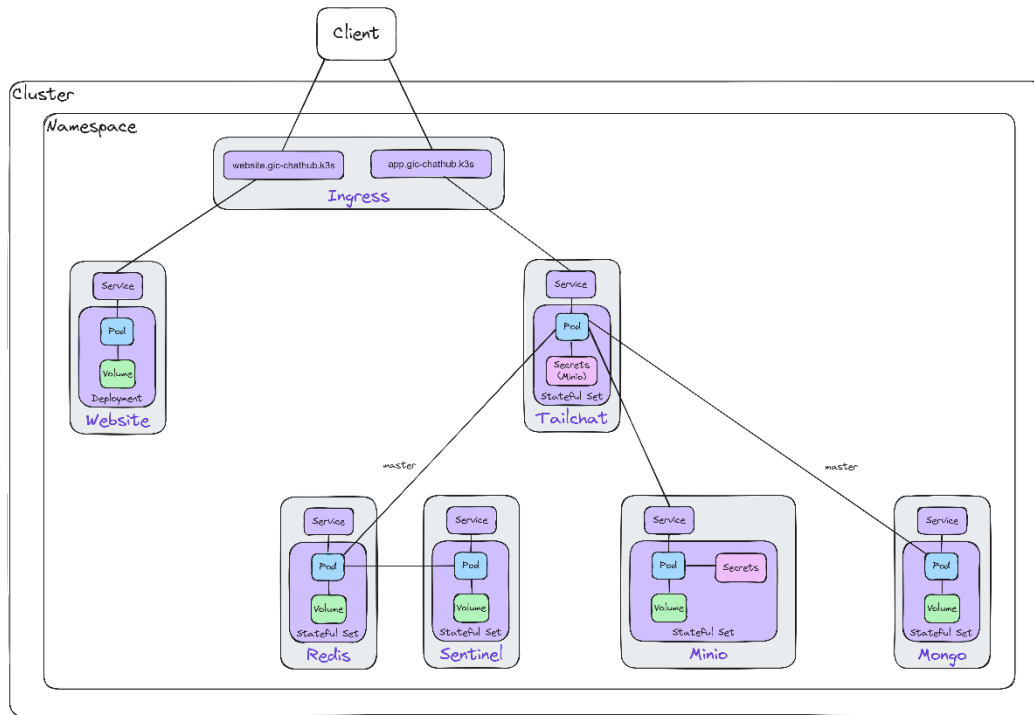 Client
Cluster
Namespace
website.gic-chathub.k3s
app.gic-chathub.k3s
Ingress
Service
Pod
Volume
Deployment
Website
Service
Pod
Secrets
(Minio)
Stateful Set
Tailchat
master
master
Service
Pod
Volume
Stateful Set
Redis
Service
Pod
Volume
Stateful Set
Sentinel
Service
Pod
Secrets
Volume
Stateful Set
Minio
Service
Pod
Volume
Stateful Set
Mongo